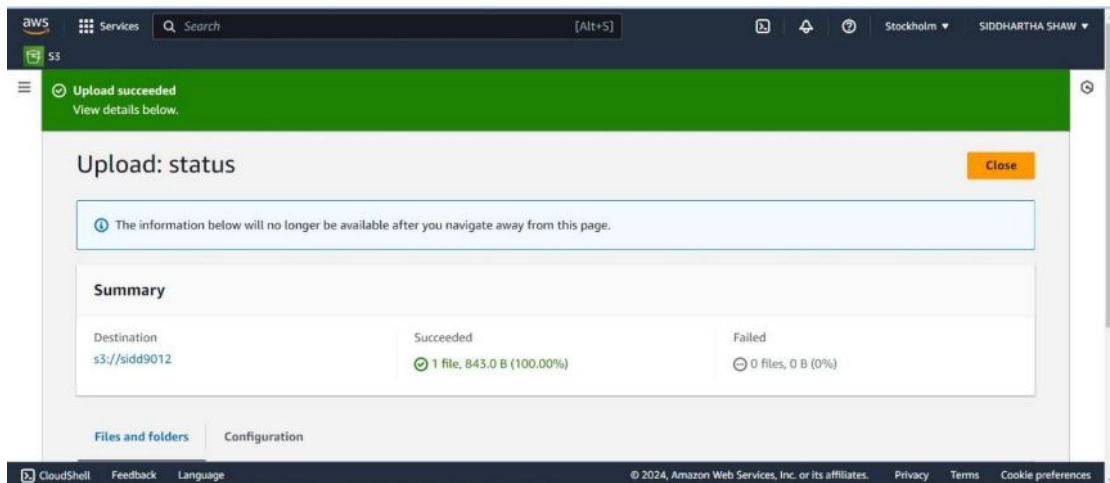 aws Services Search [Alt+S] Stockholm ▼ SIDDHARTHA SHAW ▼
S3
Upload succeeded
View details below.
Upload: status Close
The information below will no longer be available after you navigate away from this page.
Summary
Destination Succeeded Failed
s3://sidd9012 1 file, 843.0 B (100.00%) 0 files, 0 B (0%)
Files and folders Configuration
CloudShell Feedback Language © 2024, Amazon Web Services, Inc. or its affiliates. Privacy Terms Cookie preferences